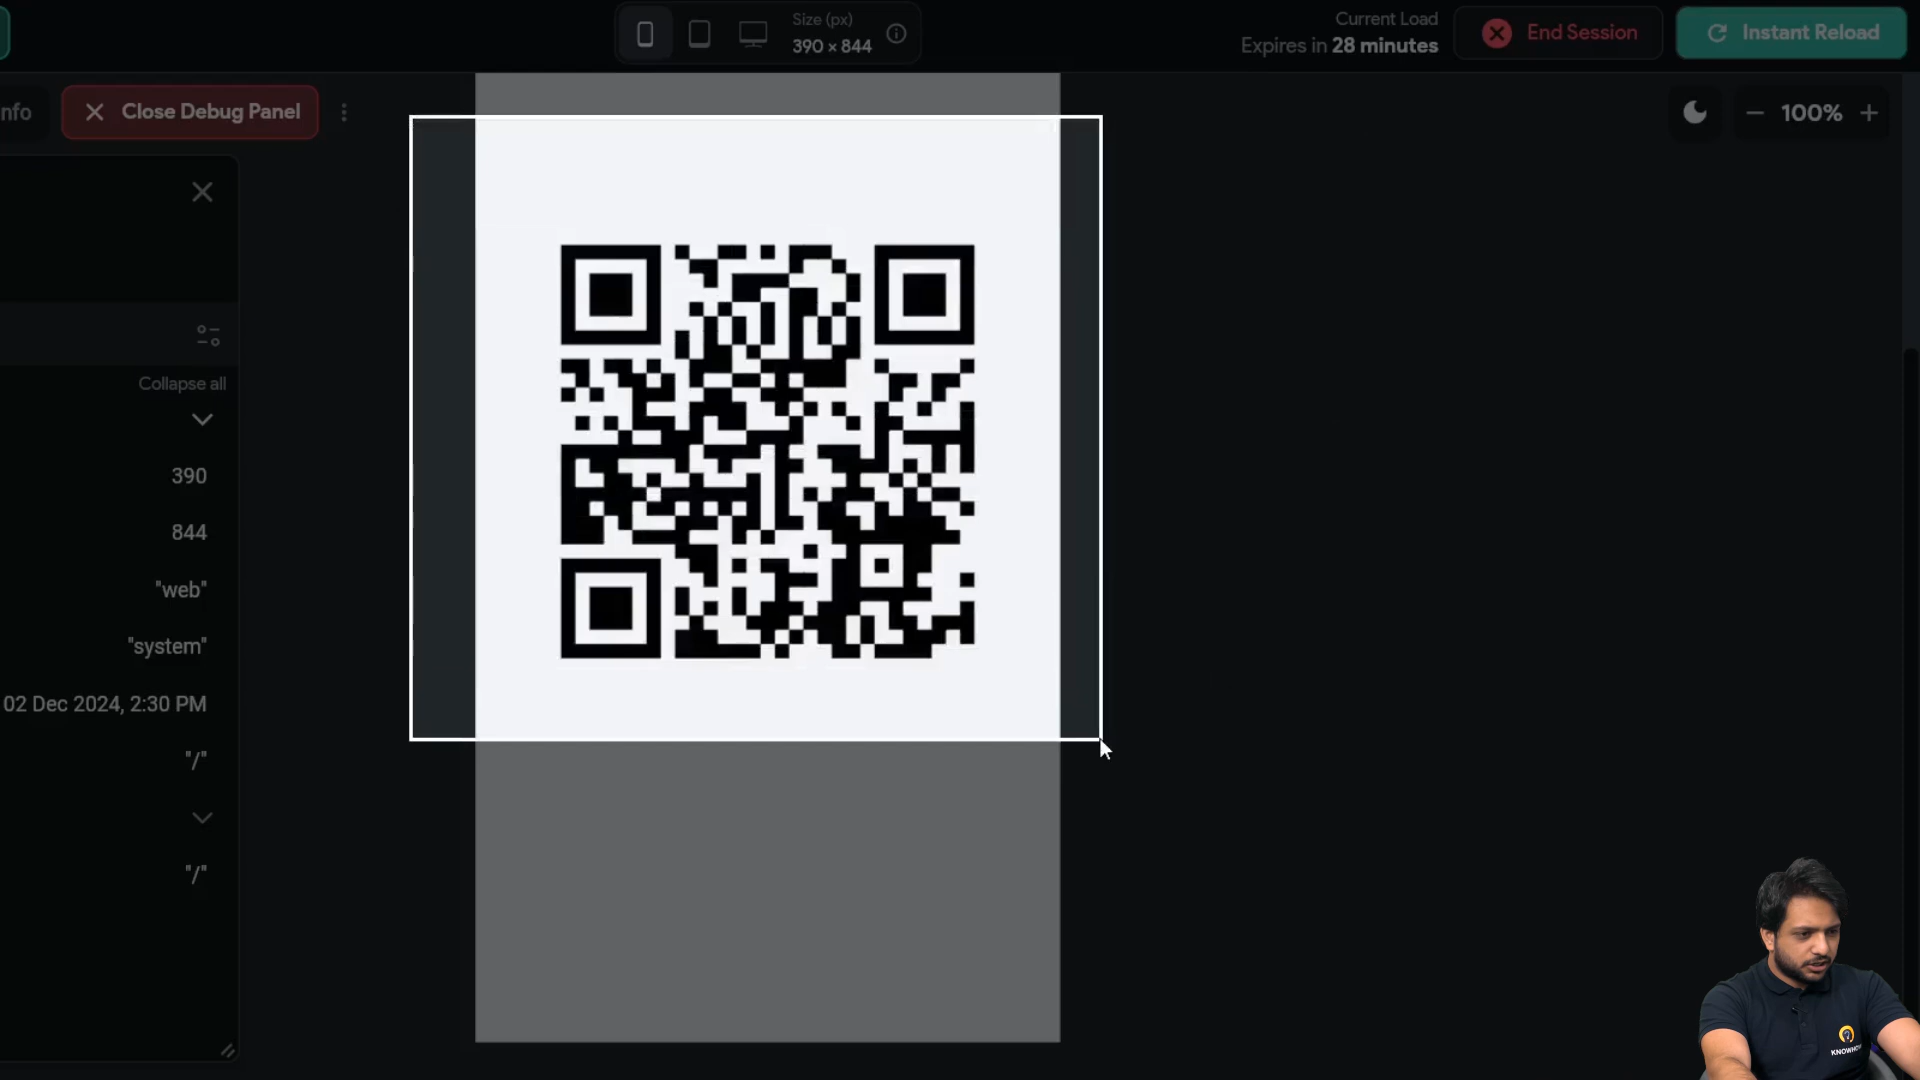 Size (px)
390 × 844
Current Load
Expires in 28 minutes
End Session
Instant Reload
nfo
Close Debug Panel
100%
Collapse all
390
844
"web"
"system"
02 Dec 2024, 2:30 PM
"/"
"/"